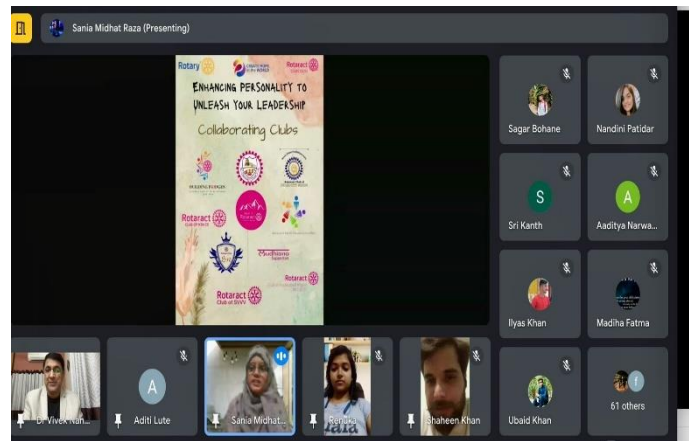 Sania Midhat Raza (Presenting)
Rotary
Rotaract
ENHANCING PERSONALITY TO
UNLEASH YOUR LEADERSHIP
Collaborating Clubs
Rotaract
Rotaract
Rotaract
Club of SVVV
Sagar Bohane
Nandini Patidar
S
Sri Kanth
A
Aaditya Narwa...
Ilyas Khan
Madiha Fatma
Dr Vivek Nan...
A
Aditi Lute
Sania Midhat...
Renuka
Shaheen Khan
Ubaid Khan
f
61 others